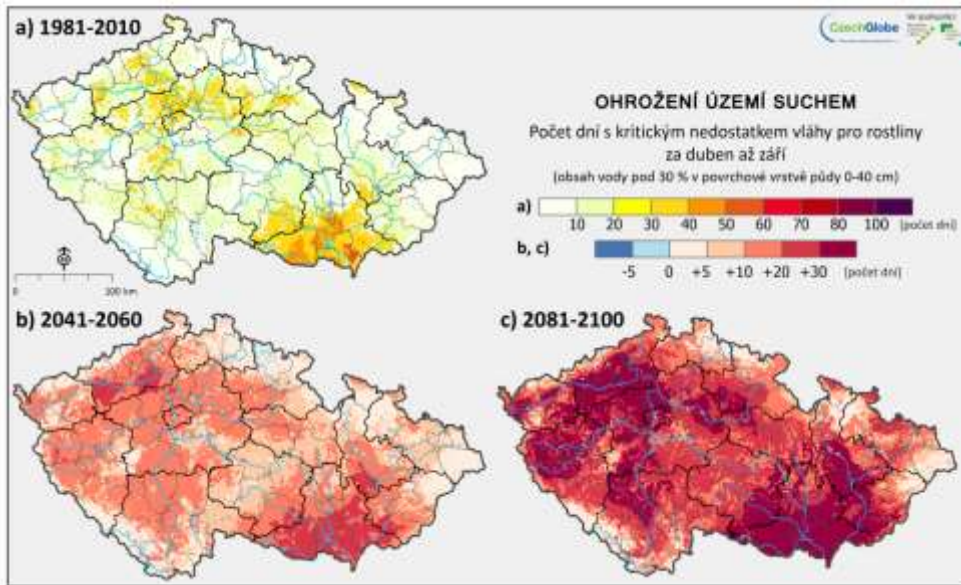 a) 1981-2010
CzechGlobe
OHROŽENÍ ÚZEMÍ SUCHEM
Počet dní s kritickým nedostatkem vláhy pro rostliny
za duben až září
(obsah vody pod 30 % v povrchové vrstvě půdy 0-40 cm)
a)
10 20 30 40 50 60 70 80 90 100 (počet dní)
b, c)
-5 0 +5 +10 +20 +30 (počet dní)
0 100 km
b) 2041-2060
c) 2081-2100